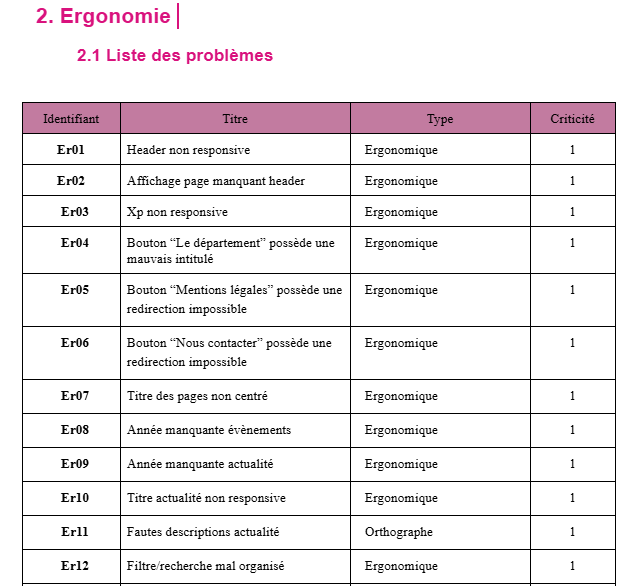 2. Ergonomie
2.1 Liste des problèmes
Identifiant Titre Type Criticité
Er01 Header non responsive Ergonomique 1
Er02 Affichage page manquant header Ergonomique 1
Er03 Xp non responsive Ergonomique 1
Er04 Bouton “Le département” possède une Ergonomique 1
mauvais intitulé
Er05 Bouton “Mentions légales” possède une Ergonomique 1
redirection impossible
Er06 Bouton “Nous contacter” possède une Ergonomique 1
redirection impossible
Er07 Titre des pages non centré Ergonomique 1
Er08 Année manquante évènements Ergonomique 1
Er09 Année manquante actualité Ergonomique 1
Er10 Titre actualité non responsive Ergonomique 1
Er11 Fautes descriptions actualité Orthographe 1
Er12 Filtre/recherche mal organisé Ergonomique 1